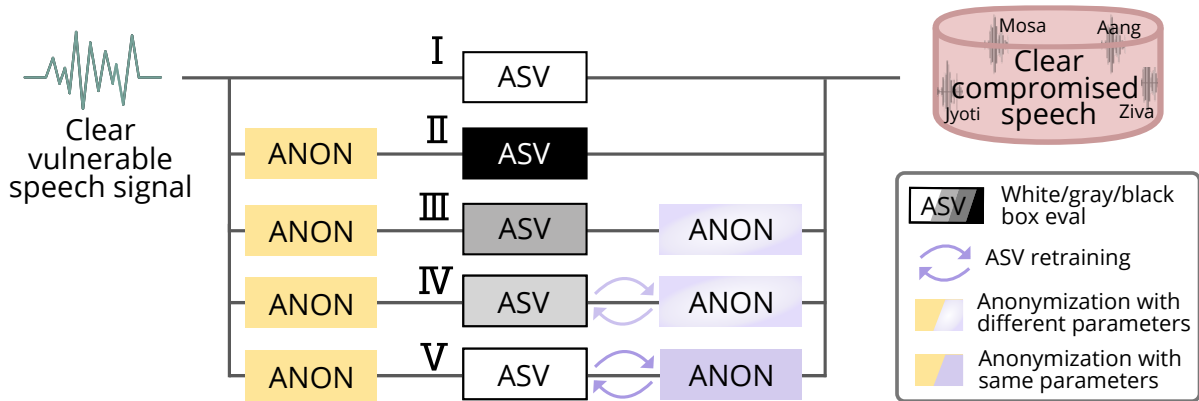 Clear
vulnerable
speech signal
I
ASV
ANON
II
ASV
ANON
III
ASV
ANON
ANON
IV
ASV
ANON
ANON
V
ASV
ANON
Mosa
Aang
Clear
compromised
speech
Jyoti
Ziva
ASV
White/gray/black
box eval
ASV retraining
Anonymization with
different parameters
Anonymization with
same parameters